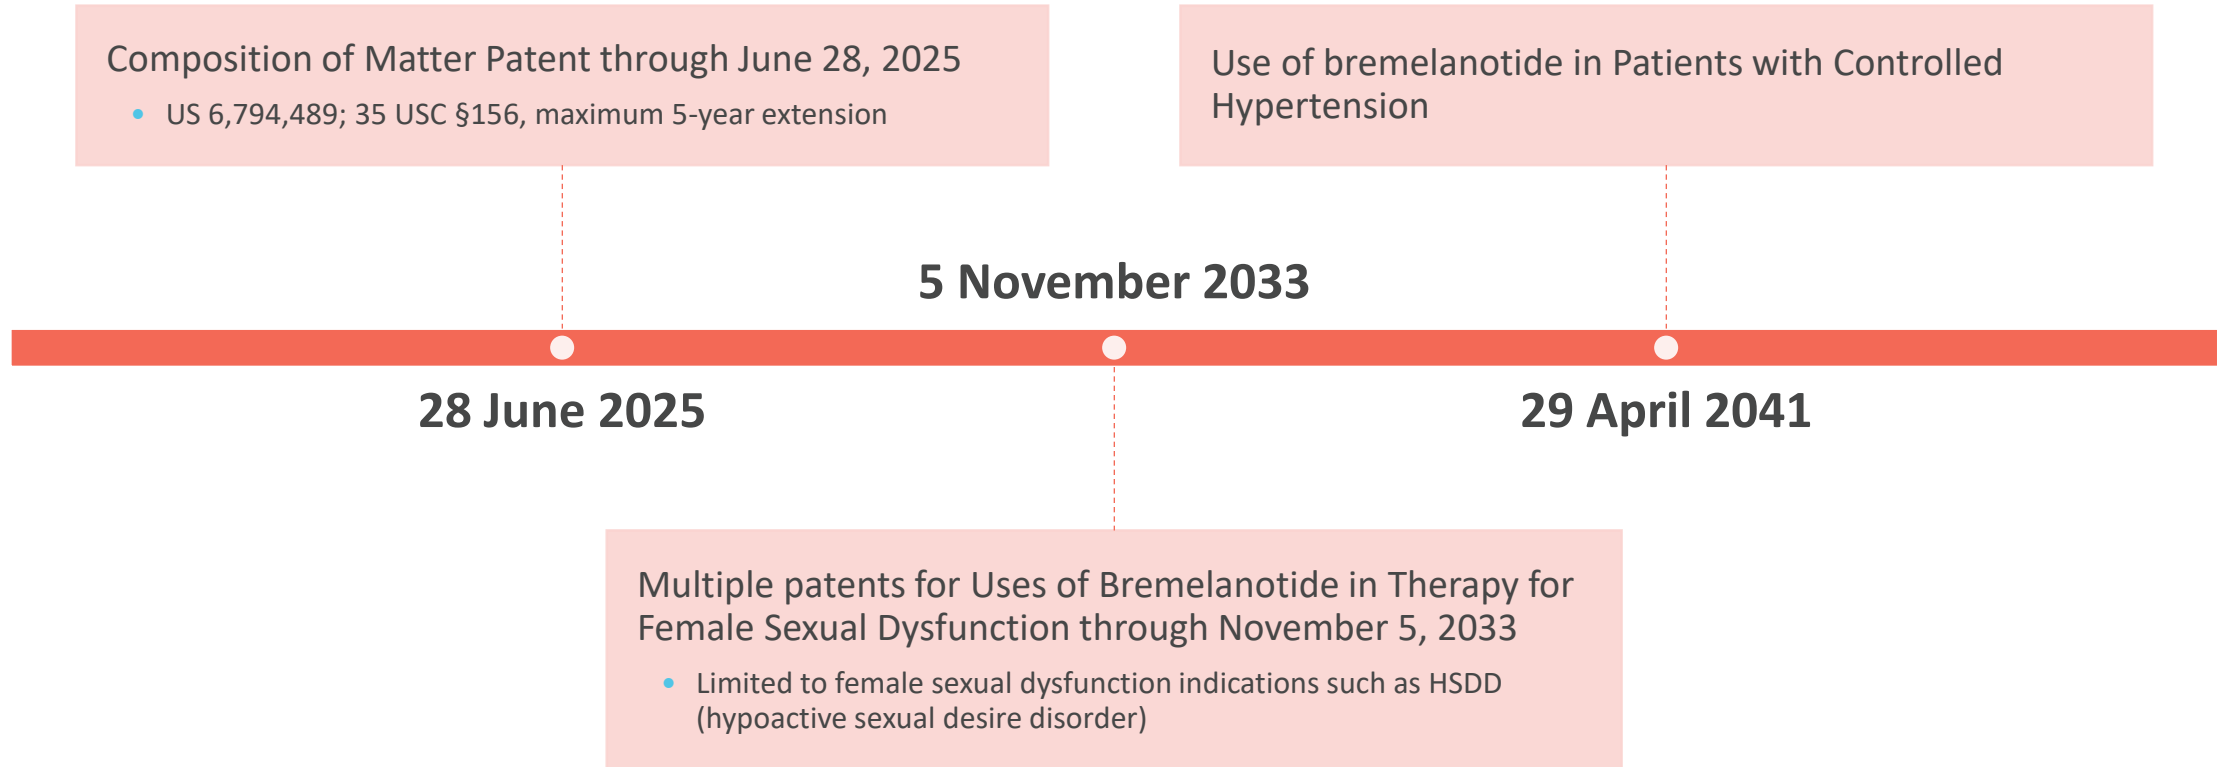 Composition of Matter Patent through June 28, 2025
• US 6,794,489; 35 USC §156, maximum 5-year extension
Use of bremelanotide in Patients with Controlled
Hypertension
5 November 2033
28 June 2025
29 April 2041
Multiple patents for Uses of Bremelanotide in Therapy for
Female Sexual Dysfunction through November 5, 2033
• Limited to female sexual dysfunction indications such as HSDD
(hypoactive sexual desire disorder)